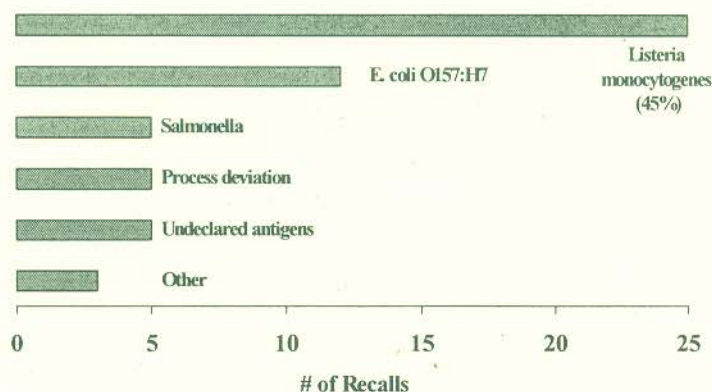 Listeria
monocytogenes
(45%)
E. coli O157:H7
Salmonella
Process deviation
Undeclared antigens
Other
0 5 10 15 20 25
# of Recalls